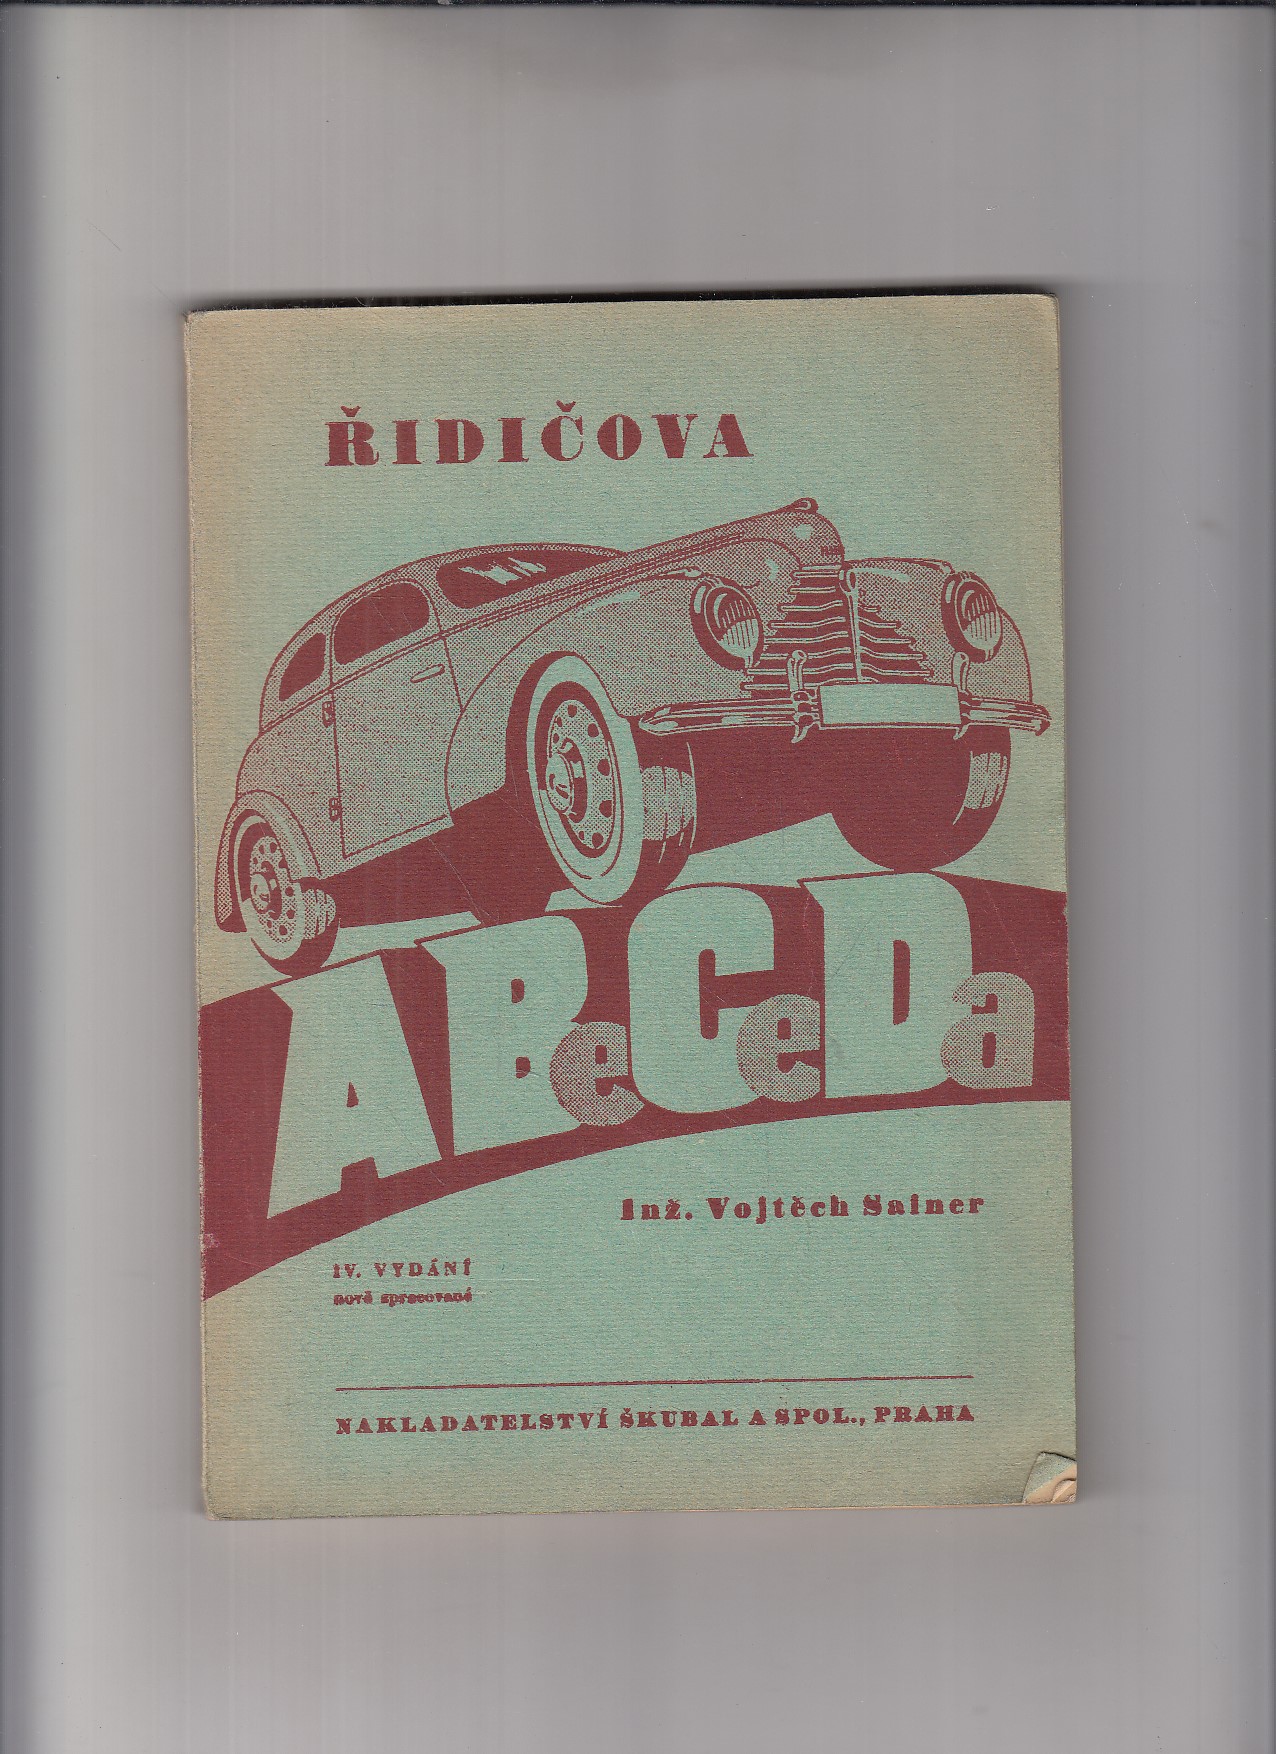 ŘIDIČOVA
ABeCeDa
Inž. Vojtěch Sainer
IV. VYDÁNÍ
nově zpracované
NAKLADATELSTVÍ ŠKUBAL A SPOL., PRAHA